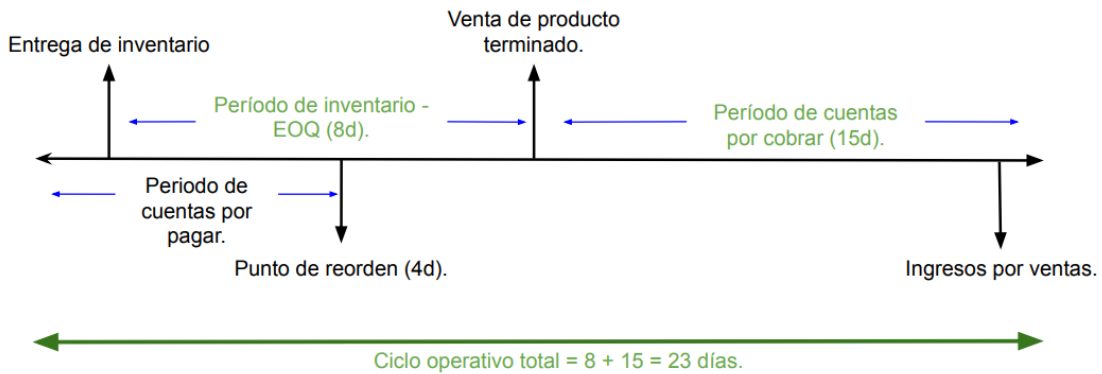 Venta de producto
terminado.
Entrega de inventario
Período de inventario -
EOQ (8d).
Período de cuentas
por cobrar (15d).
Periodo de
cuentas por
pagar.
Punto de reorden (4d).
Ingresos por ventas.
Ciclo operativo total = 8 + 15 = 23 días.